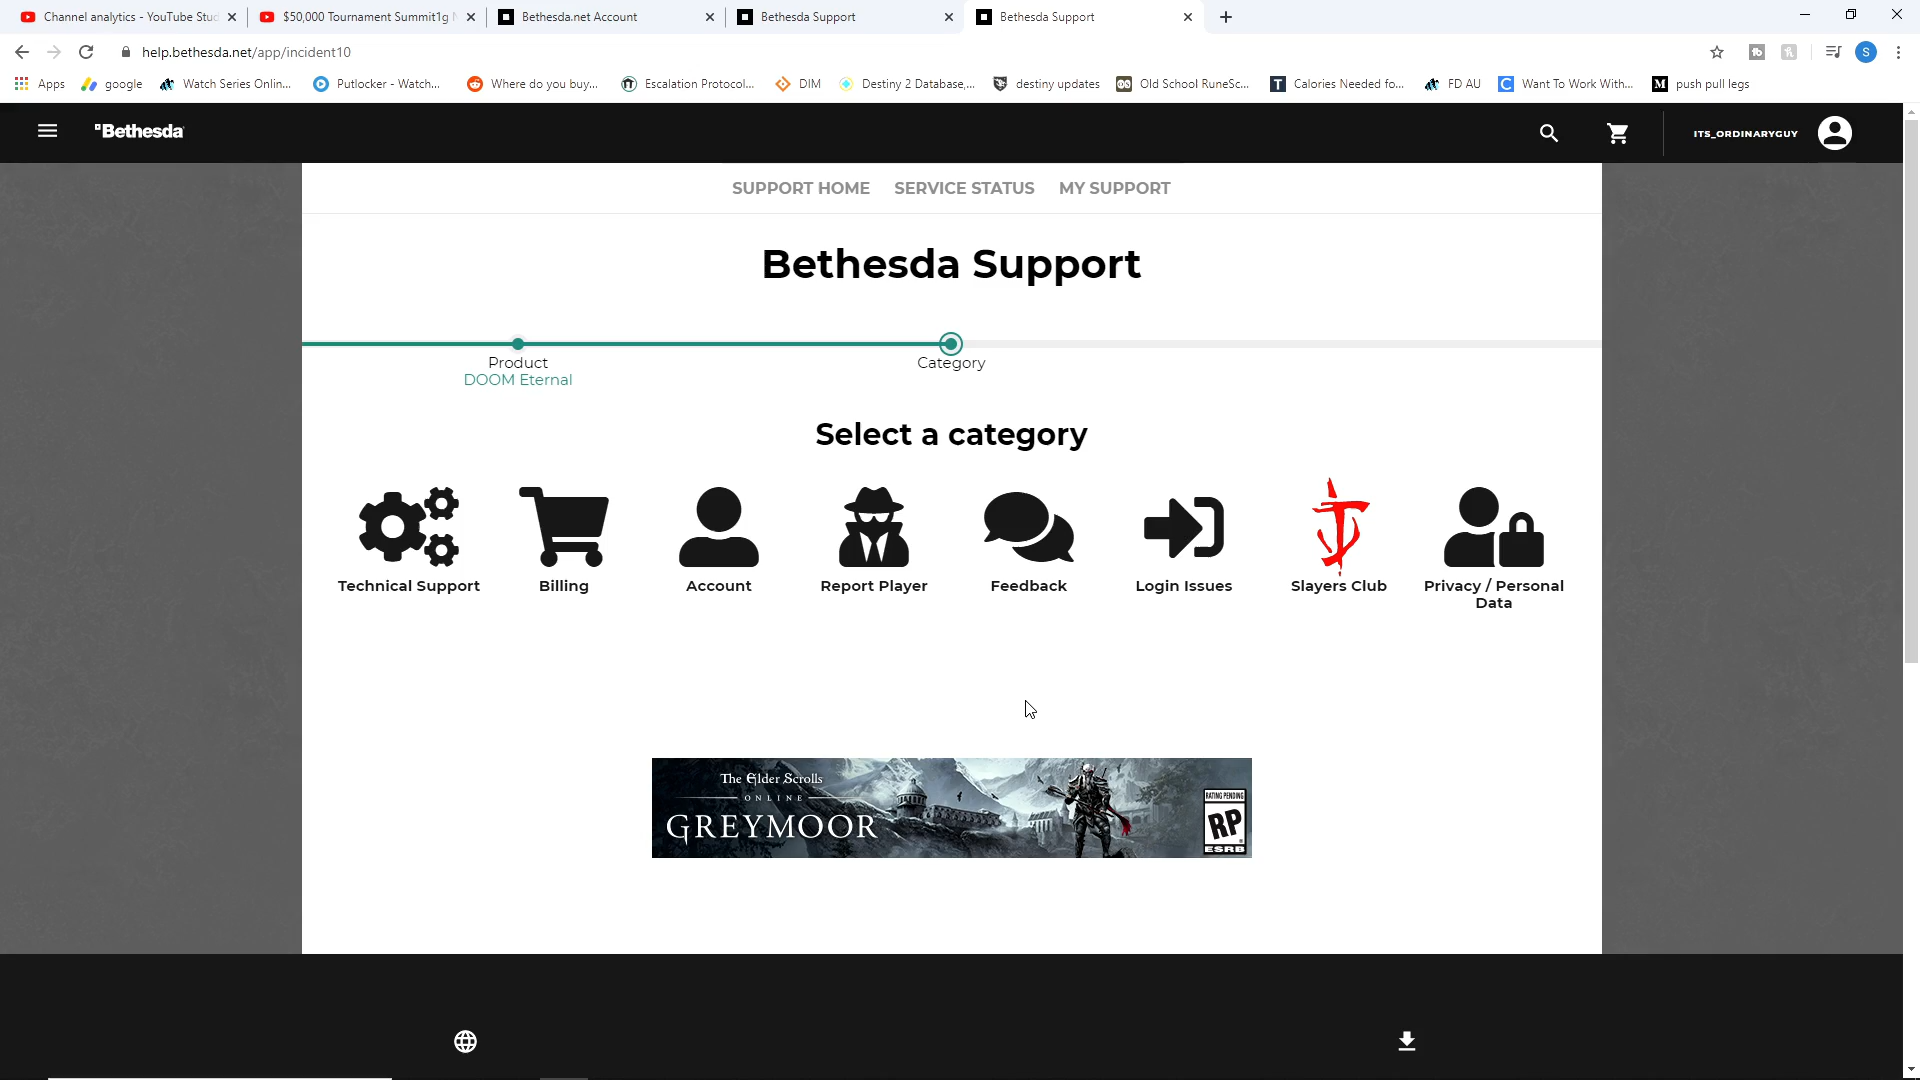 Channel analytics - YouTube Stud
$50,000 Tournament Summit1g
Bethesda.net Account
Bethesda Support
Bethesda Support
help.bethesda.net/app/incident10
S
Apps
google
Watch Series Onlin...
Putlocker - Watch...
Where do you buy...
Escalation Protocol...
DIM
Destiny 2 Database,...
destiny updates
Old School RuneSc...
Calories Needed fo...
FD AU
Want To Work With...
push pull legs
Bethesda
ITS_ORDINARYGUY
SUPPORT HOME
SERVICE STATUS
MY SUPPORT
Bethesda Support
Product
DOOM Eternal
Category
Select a category
Technical Support
Billing
Account
Report Player
Feedback
Login Issues
Slayers Club
Privacy / Personal
Data
The Elder Scrolls
ONLINE
GREYMOOR
RATING PENDING
RP
ESRB